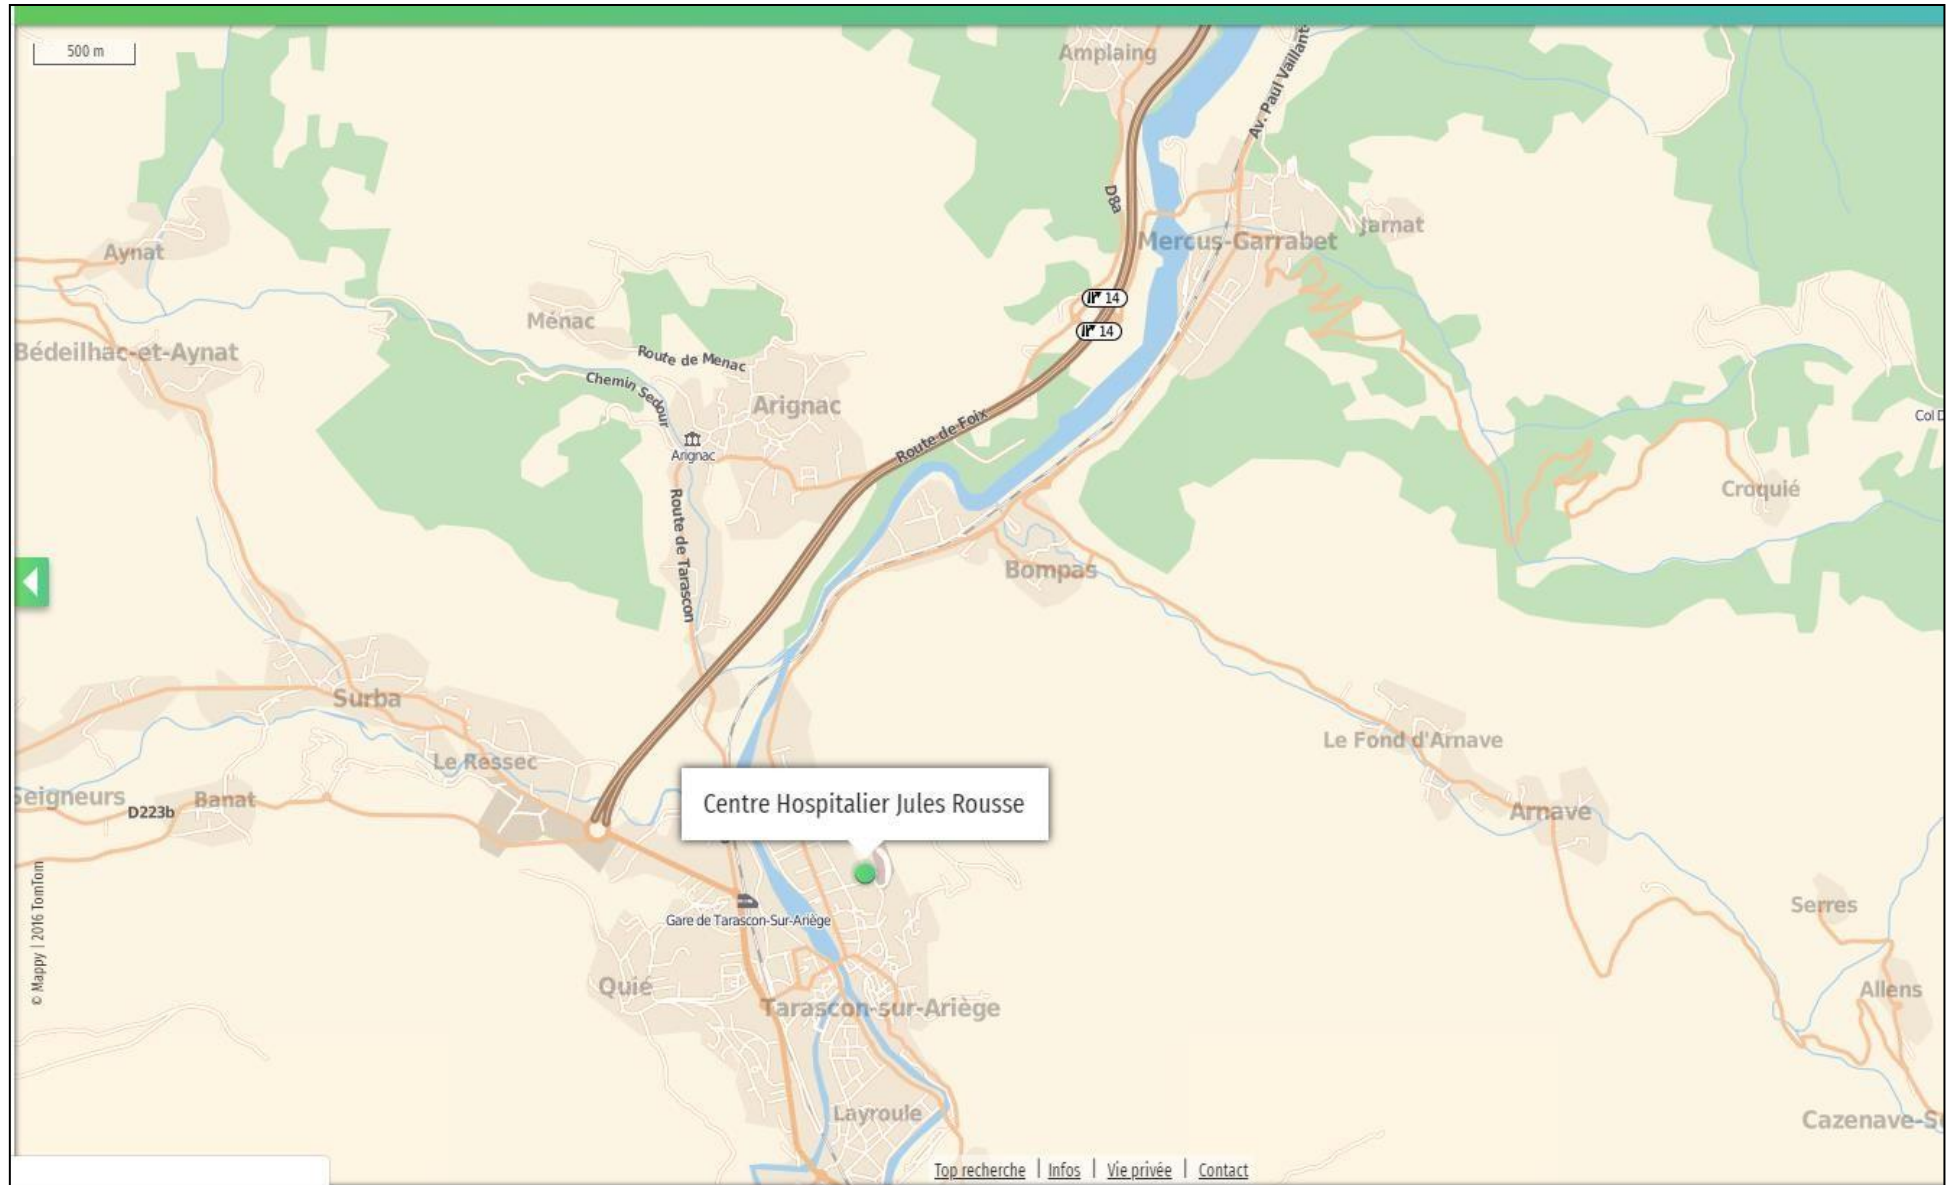 500 m
Amplaing
Av. Paul Vaillant-
D8a
Jarnat
Mercus-Garrabet
Aynat
14
14
Ménac
Bédeilhac-et-Aynat
Route de Menac
Chemin Sedour
Arignac
Route de Foix
Col D
Arignac
Croquié
Route de Tarascon
Bompas
Surba
Le Fond d'Arnave
Le Ressec
Seigneurs
Banat
D223b
Centre Hospitalier Jules Rousse
Arnave
© Mappy | 2016 TomTom
Gare de Tarascon-Sur-Ariège
Serres
Quié
Allens
Tarascon-sur-Ariège
Layroule
Cazenave-S
Top recherche | Infos | Vie privée | Contact